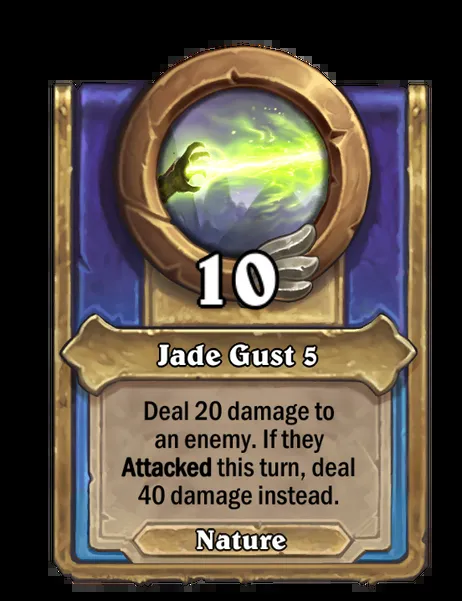 10
Jade Gust 5
Deal 20 damage to
an enemy. If they
Attacked this turn, deal
40 damage instead.
Nature